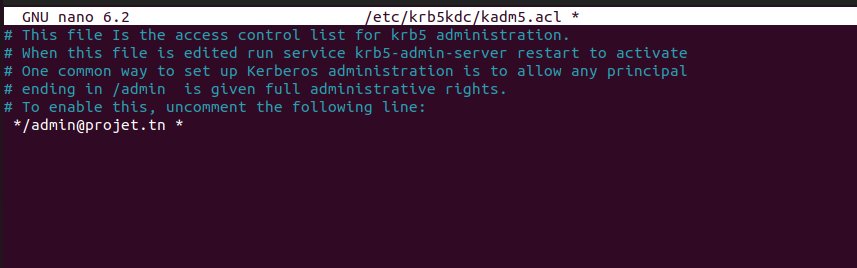 GNU nano 6.2 /etc/krb5kdc/kadm5.acl *
# This file Is the access control list for krb5 administration.
# When this file is edited run service krb5-admin-server restart to activate
# One common way to set up Kerberos administration is to allow any principal
# ending in /admin  is given full administrative rights.
# To enable this, uncomment the following line:
*/admin@projet.tn *